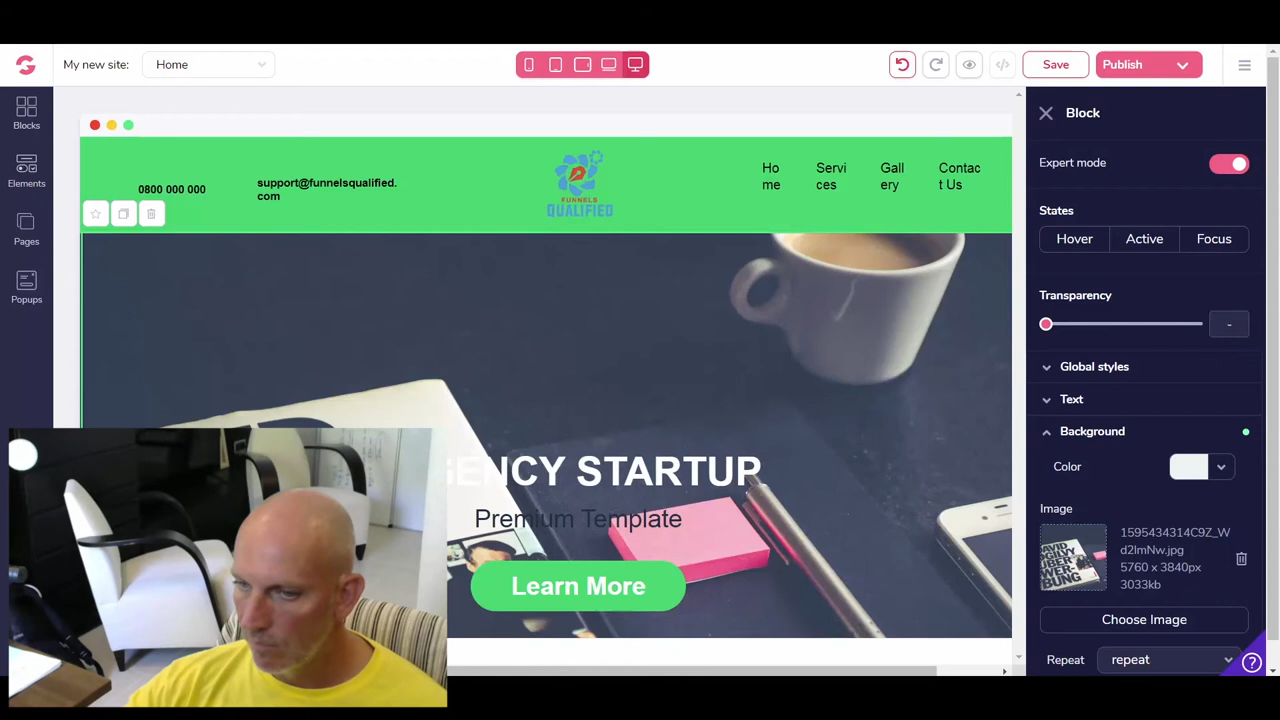 My new site:
Home
Save
Publish
Blocks
Elements
Pages
Popups
0800 000 000
support@funnelsqualified.
com
FUNNELS
QUALIFIED
Ho
me
Servi
ces
Gall
ery
Contac
t Us
ENCY STARTUP
Premium Template
Learn More
Block
Expert mode
States
Hover
Active
Focus
Transparency
-
Global styles
Text
Background
Color
Image
1595434314C9Z_W
d2lmNw.jpg
5760 x 3840px
3033kb
Choose Image
Repeat
repeat